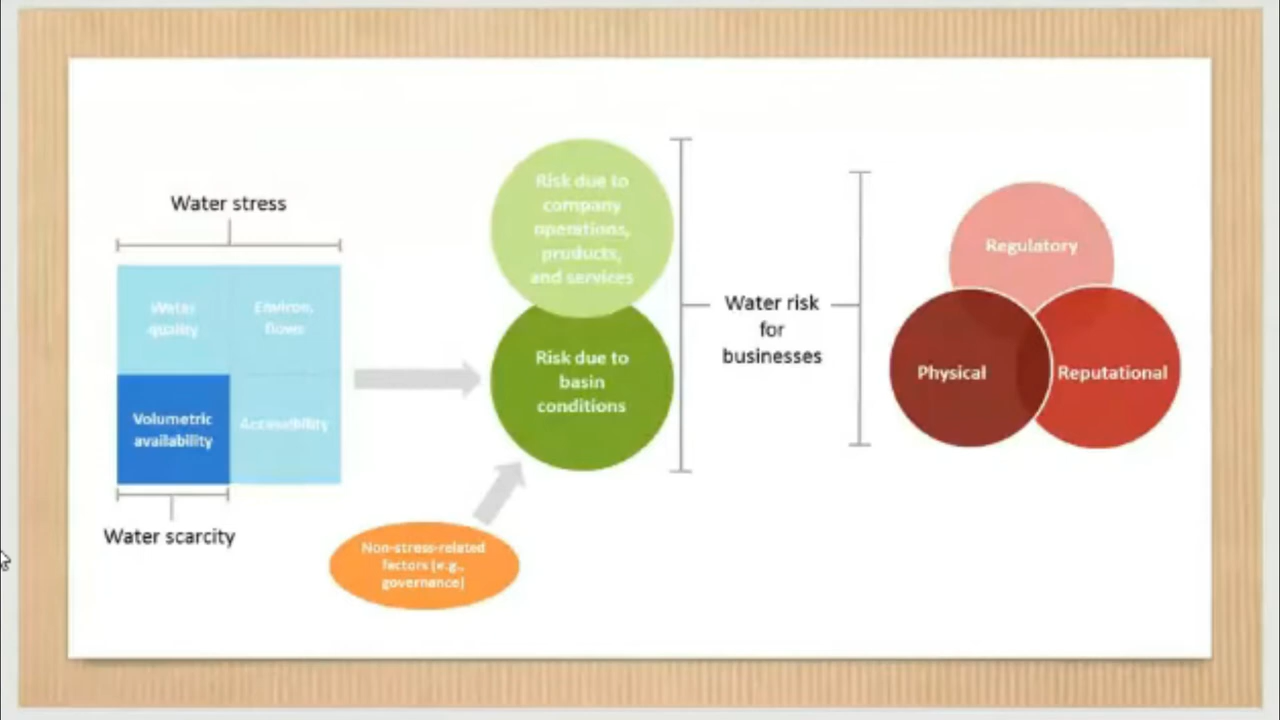 Water stress
Water
quality
Environ.
flows
Volumetric
availability
Accessibility
Water scarcity
Non-stress-related
factors (e.g.,
governance)
Risk due to
company
operations,
products,
and services
Risk due to
basin
conditions
Water risk
for
businesses
Regulatory
Physical
Reputational